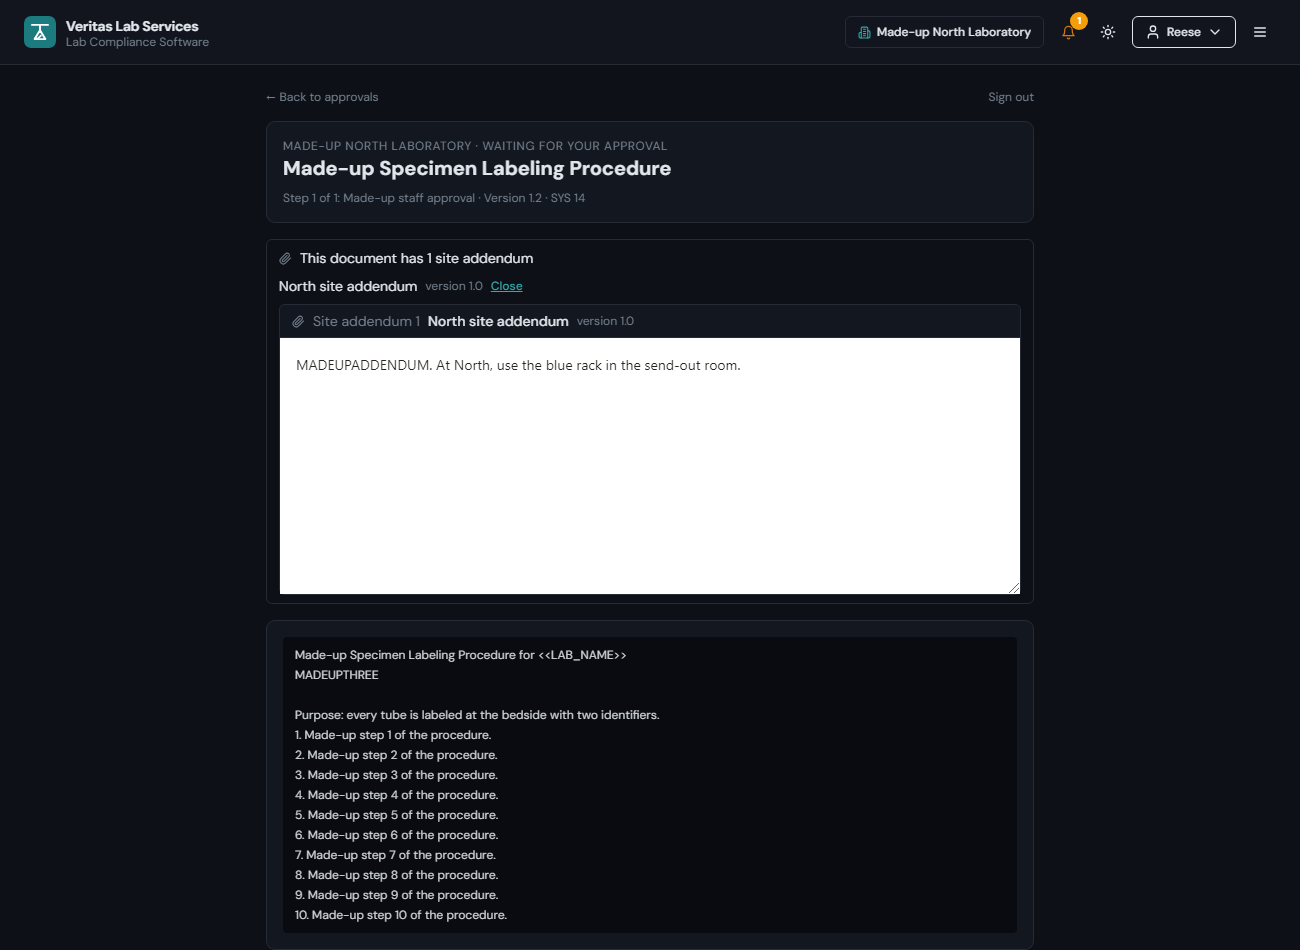 Veritas Lab Services
Lab Compliance Software
Made-up North Laboratory
1
Reese
← Back to approvals
Sign out
MADE-UP NORTH LABORATORY · WAITING FOR YOUR APPROVAL
Made-up Specimen Labeling Procedure
Step 1 of 1: Made-up staff approval · Version 1.2 · SYS 14
This document has 1 site addendum
North site addendum version 1.0 Close
Site addendum 1 North site addendum version 1.0
MADEUPADDENDUM. At North, use the blue rack in the send-out room.
Made-up Specimen Labeling Procedure for <<LAB_NAME>>
MADEUPTHREE
Purpose: every tube is labeled at the bedside with two identifiers.
1. Made-up step 1 of the procedure.
2. Made-up step 2 of the procedure.
3. Made-up step 3 of the procedure.
4. Made-up step 4 of the procedure.
5. Made-up step 5 of the procedure.
6. Made-up step 6 of the procedure.
7. Made-up step 7 of the procedure.
8. Made-up step 8 of the procedure.
9. Made-up step 9 of the procedure.
10. Made-up step 10 of the procedure.